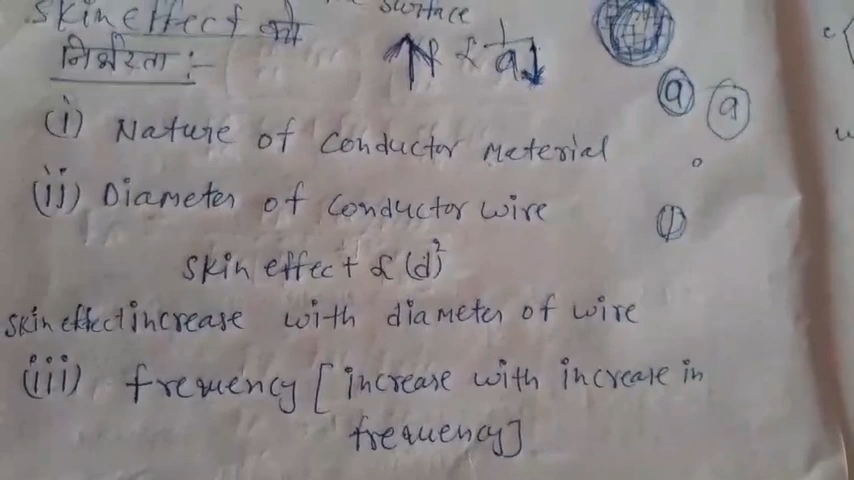 Skin effect की
surface
निर्भरता :-
↑R ∝ 1/a ↓
a
a
(i) Nature of conductor meterial
(ii) Diameter of conductor wire
Skin effect ∝ (d)²
skin effect increase with diameter of wire
(iii) frequency [increase with increase in
frequency]